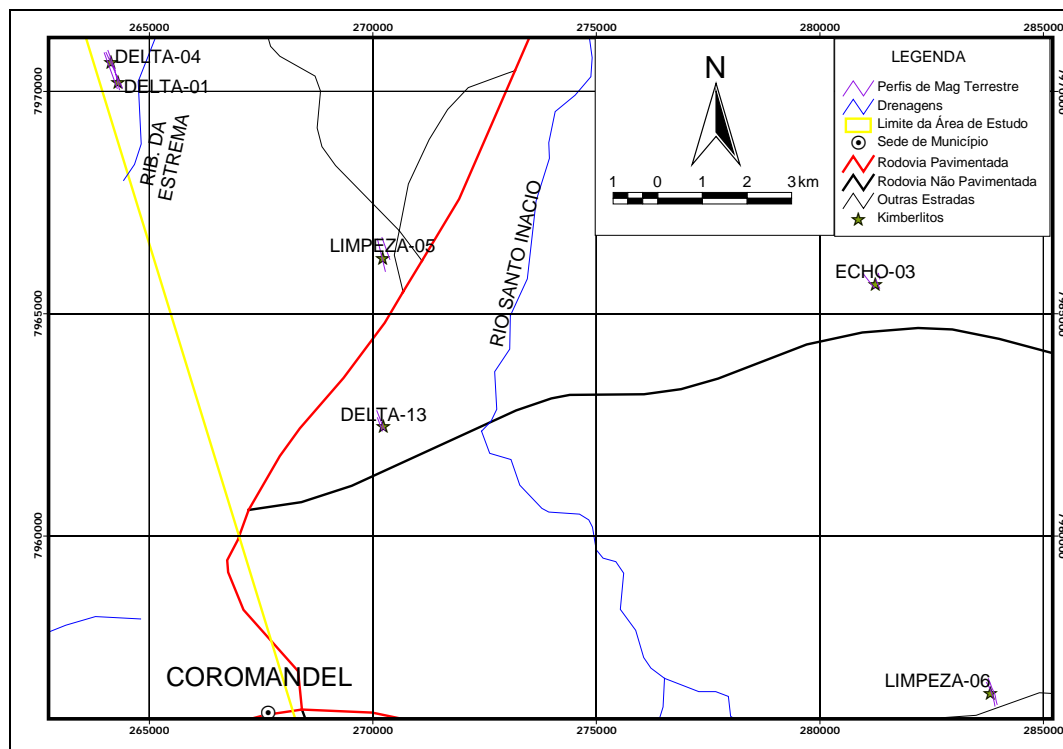 265000 270000 275000 280000 285000
DELTA-04
DELTA-01
7970000
RIB. DA
ESTREMA
LIMPEZA-05
RIO SANTO INACIO
N
1 0 1 2 3 km
LEGENDA
Perfis de Mag Terrestre
Drenagens
Limite da Área de Estudo
Sede de Município
Rodovia Pavimentada
Rodovia Não Pavimentada
Outras Estradas
Kimberlitos
ECHO-03
7965000
DELTA-13
7960000
COROMANDEL
LIMPEZA-06
265000 270000 275000 280000 285000